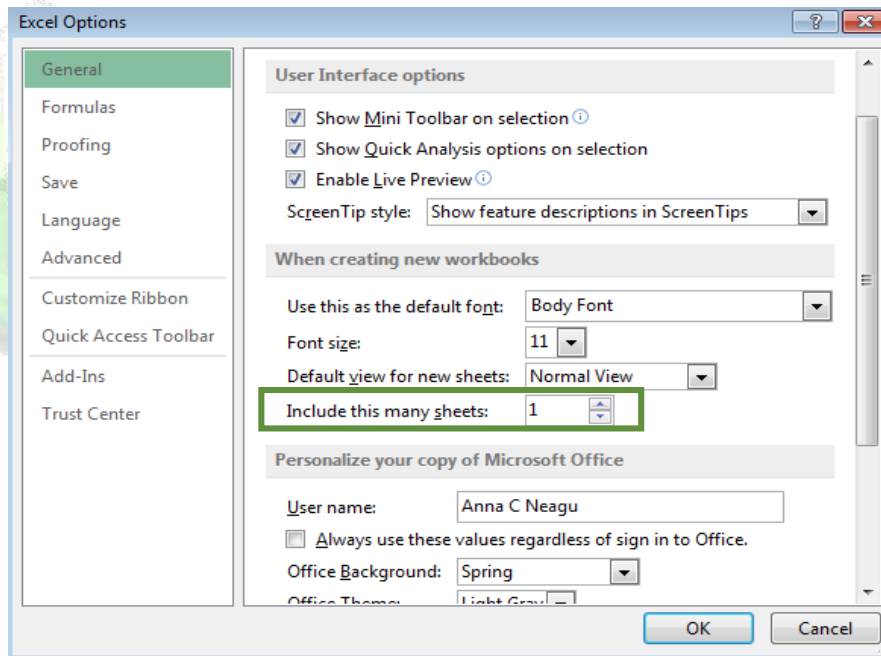 Excel Options
General
Formulas
Proofing
Save
Language
Advanced
Customize Ribbon
Quick Access Toolbar
Add-Ins
Trust Center
User Interface options
Show Mini Toolbar on selection
Show Quick Analysis options on selection
Enable Live Preview
ScreenTip style: Show feature descriptions in ScreenTips
When creating new workbooks
Use this as the default font: Body Font
Font size: 11
Default view for new sheets: Normal View
Include this many sheets: 1
Personalize your copy of Microsoft Office
User name: Anna C Neagu
Always use these values regardless of sign in to Office.
Office Background: Spring
Office Theme: Light Gray
OK Cancel